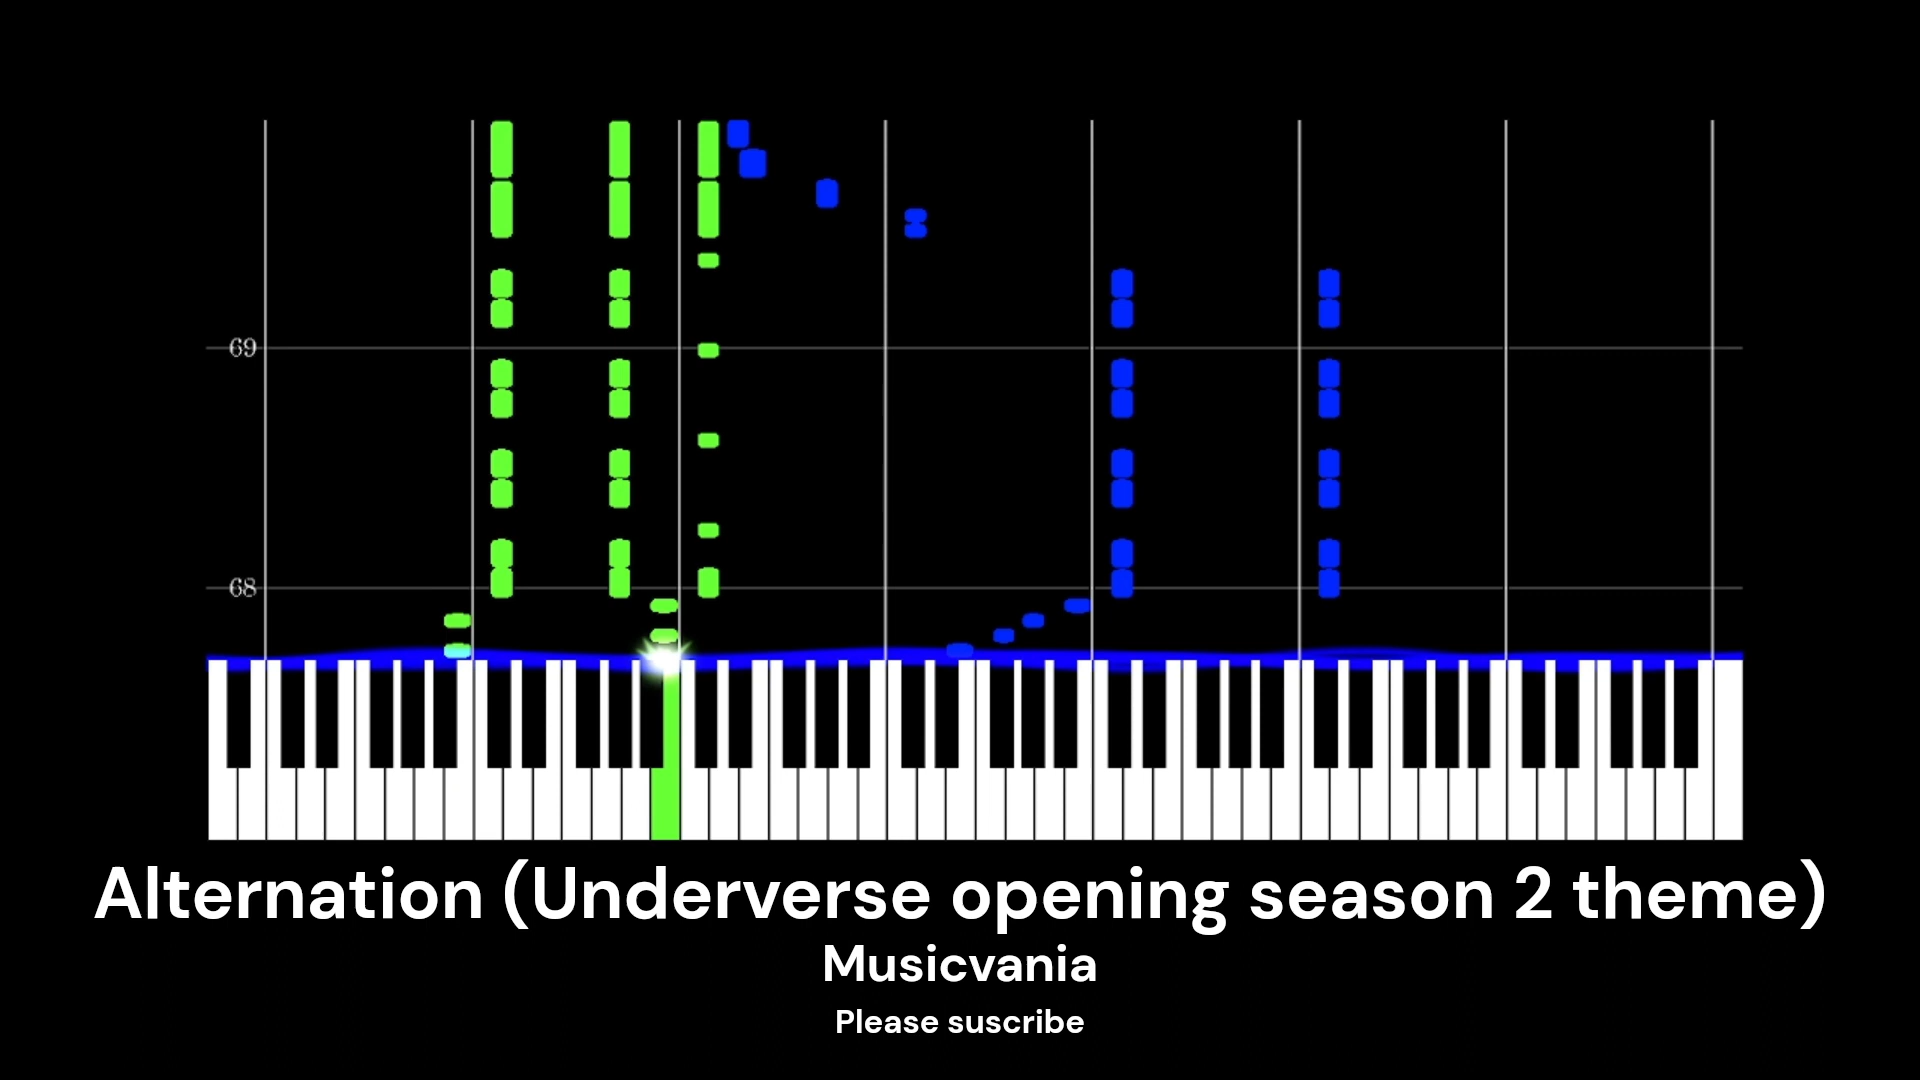 69
68
Alternation (Underverse opening season 2 theme)
Musicvania
Please suscribe